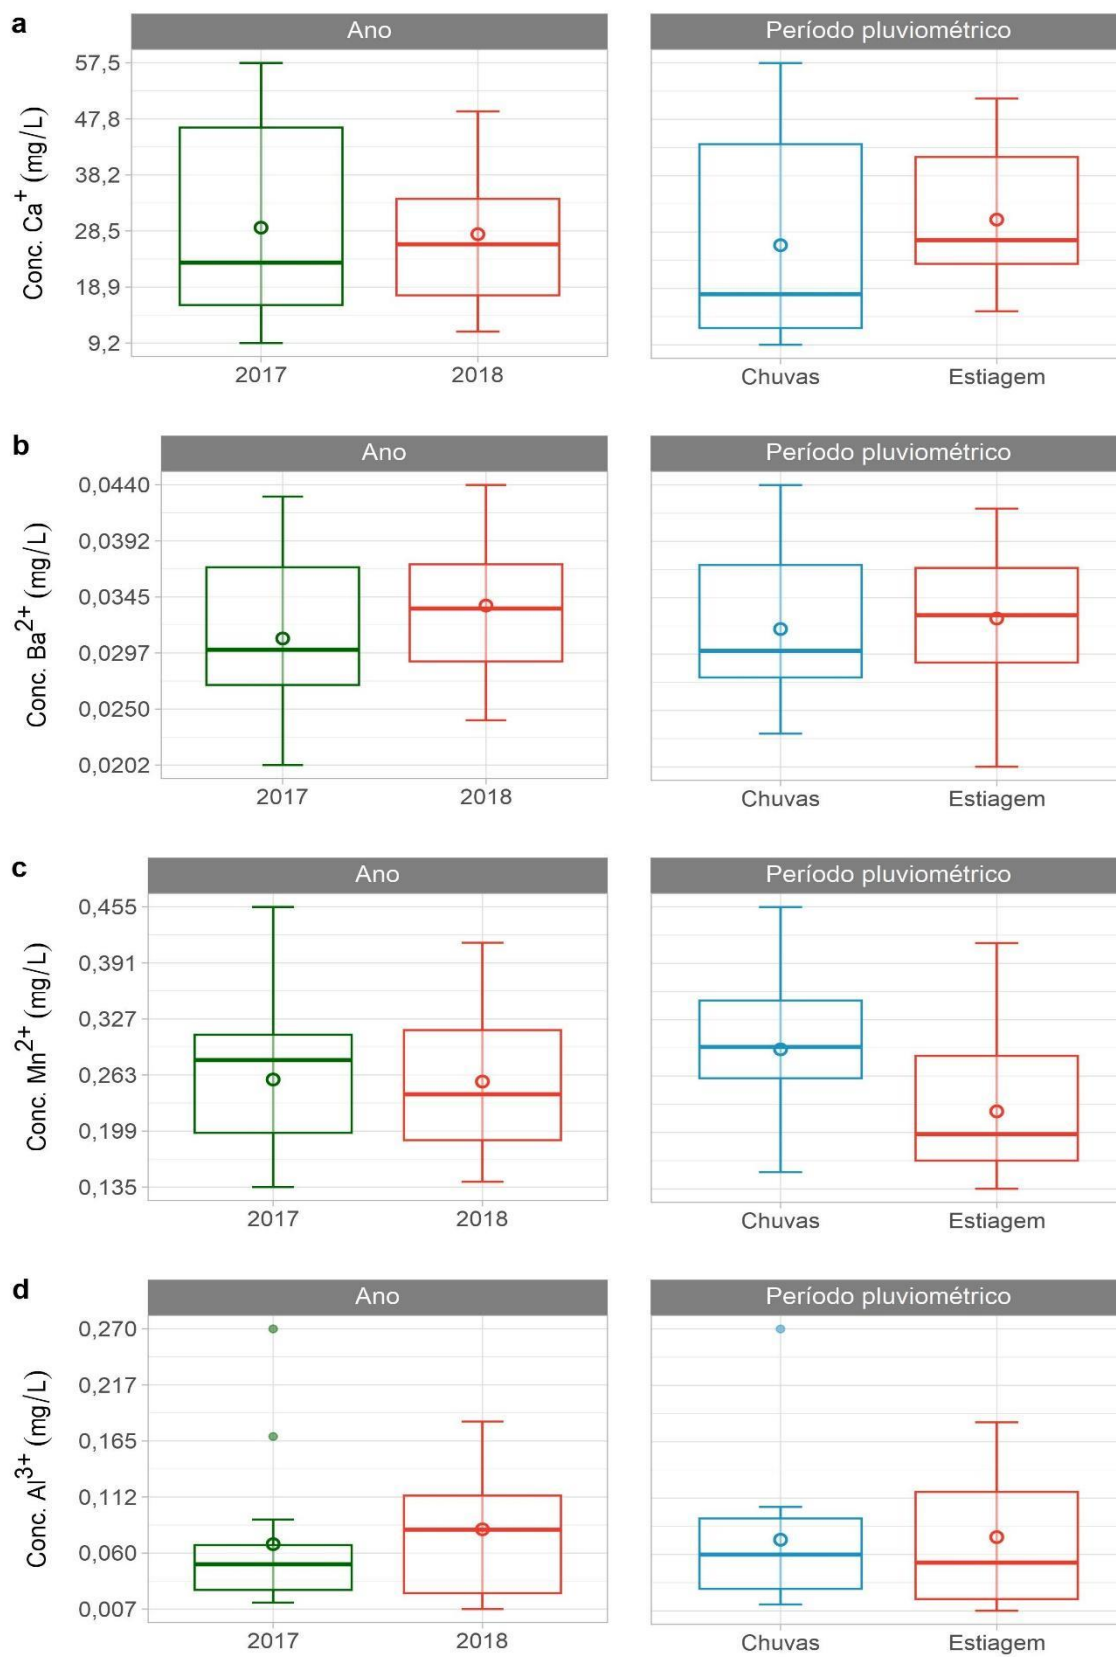 a
Ano
Período pluviométrico
Conc. Ca+ (mg/L)
57,5
47,8
38,2
28,5
18,9
9,2
2017
2018
Chuvas
Estiagem
b
Ano
Período pluviométrico
Conc. Ba2+ (mg/L)
0,0440
0,0392
0,0345
0,0297
0,0250
0,0202
2017
2018
Chuvas
Estiagem
c
Ano
Período pluviométrico
Conc. Mn2+ (mg/L)
0,455
0,391
0,327
0,263
0,199
0,135
2017
2018
Chuvas
Estiagem
d
Ano
Período pluviométrico
Conc. Al3+ (mg/L)
0,270
0,217
0,165
0,112
0,060
0,007
2017
2018
Chuvas
Estiagem